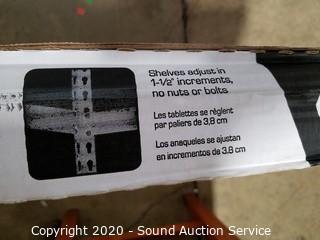 Shelves adjust in
1-1/2" increments,
no nuts or bolts
Les tablettes se règlent
par paliers de 3,8 cm
Los anaqueles se ajustan
en incrementos de 3.8 cm
Copyright 2020 - Sound Auction Service